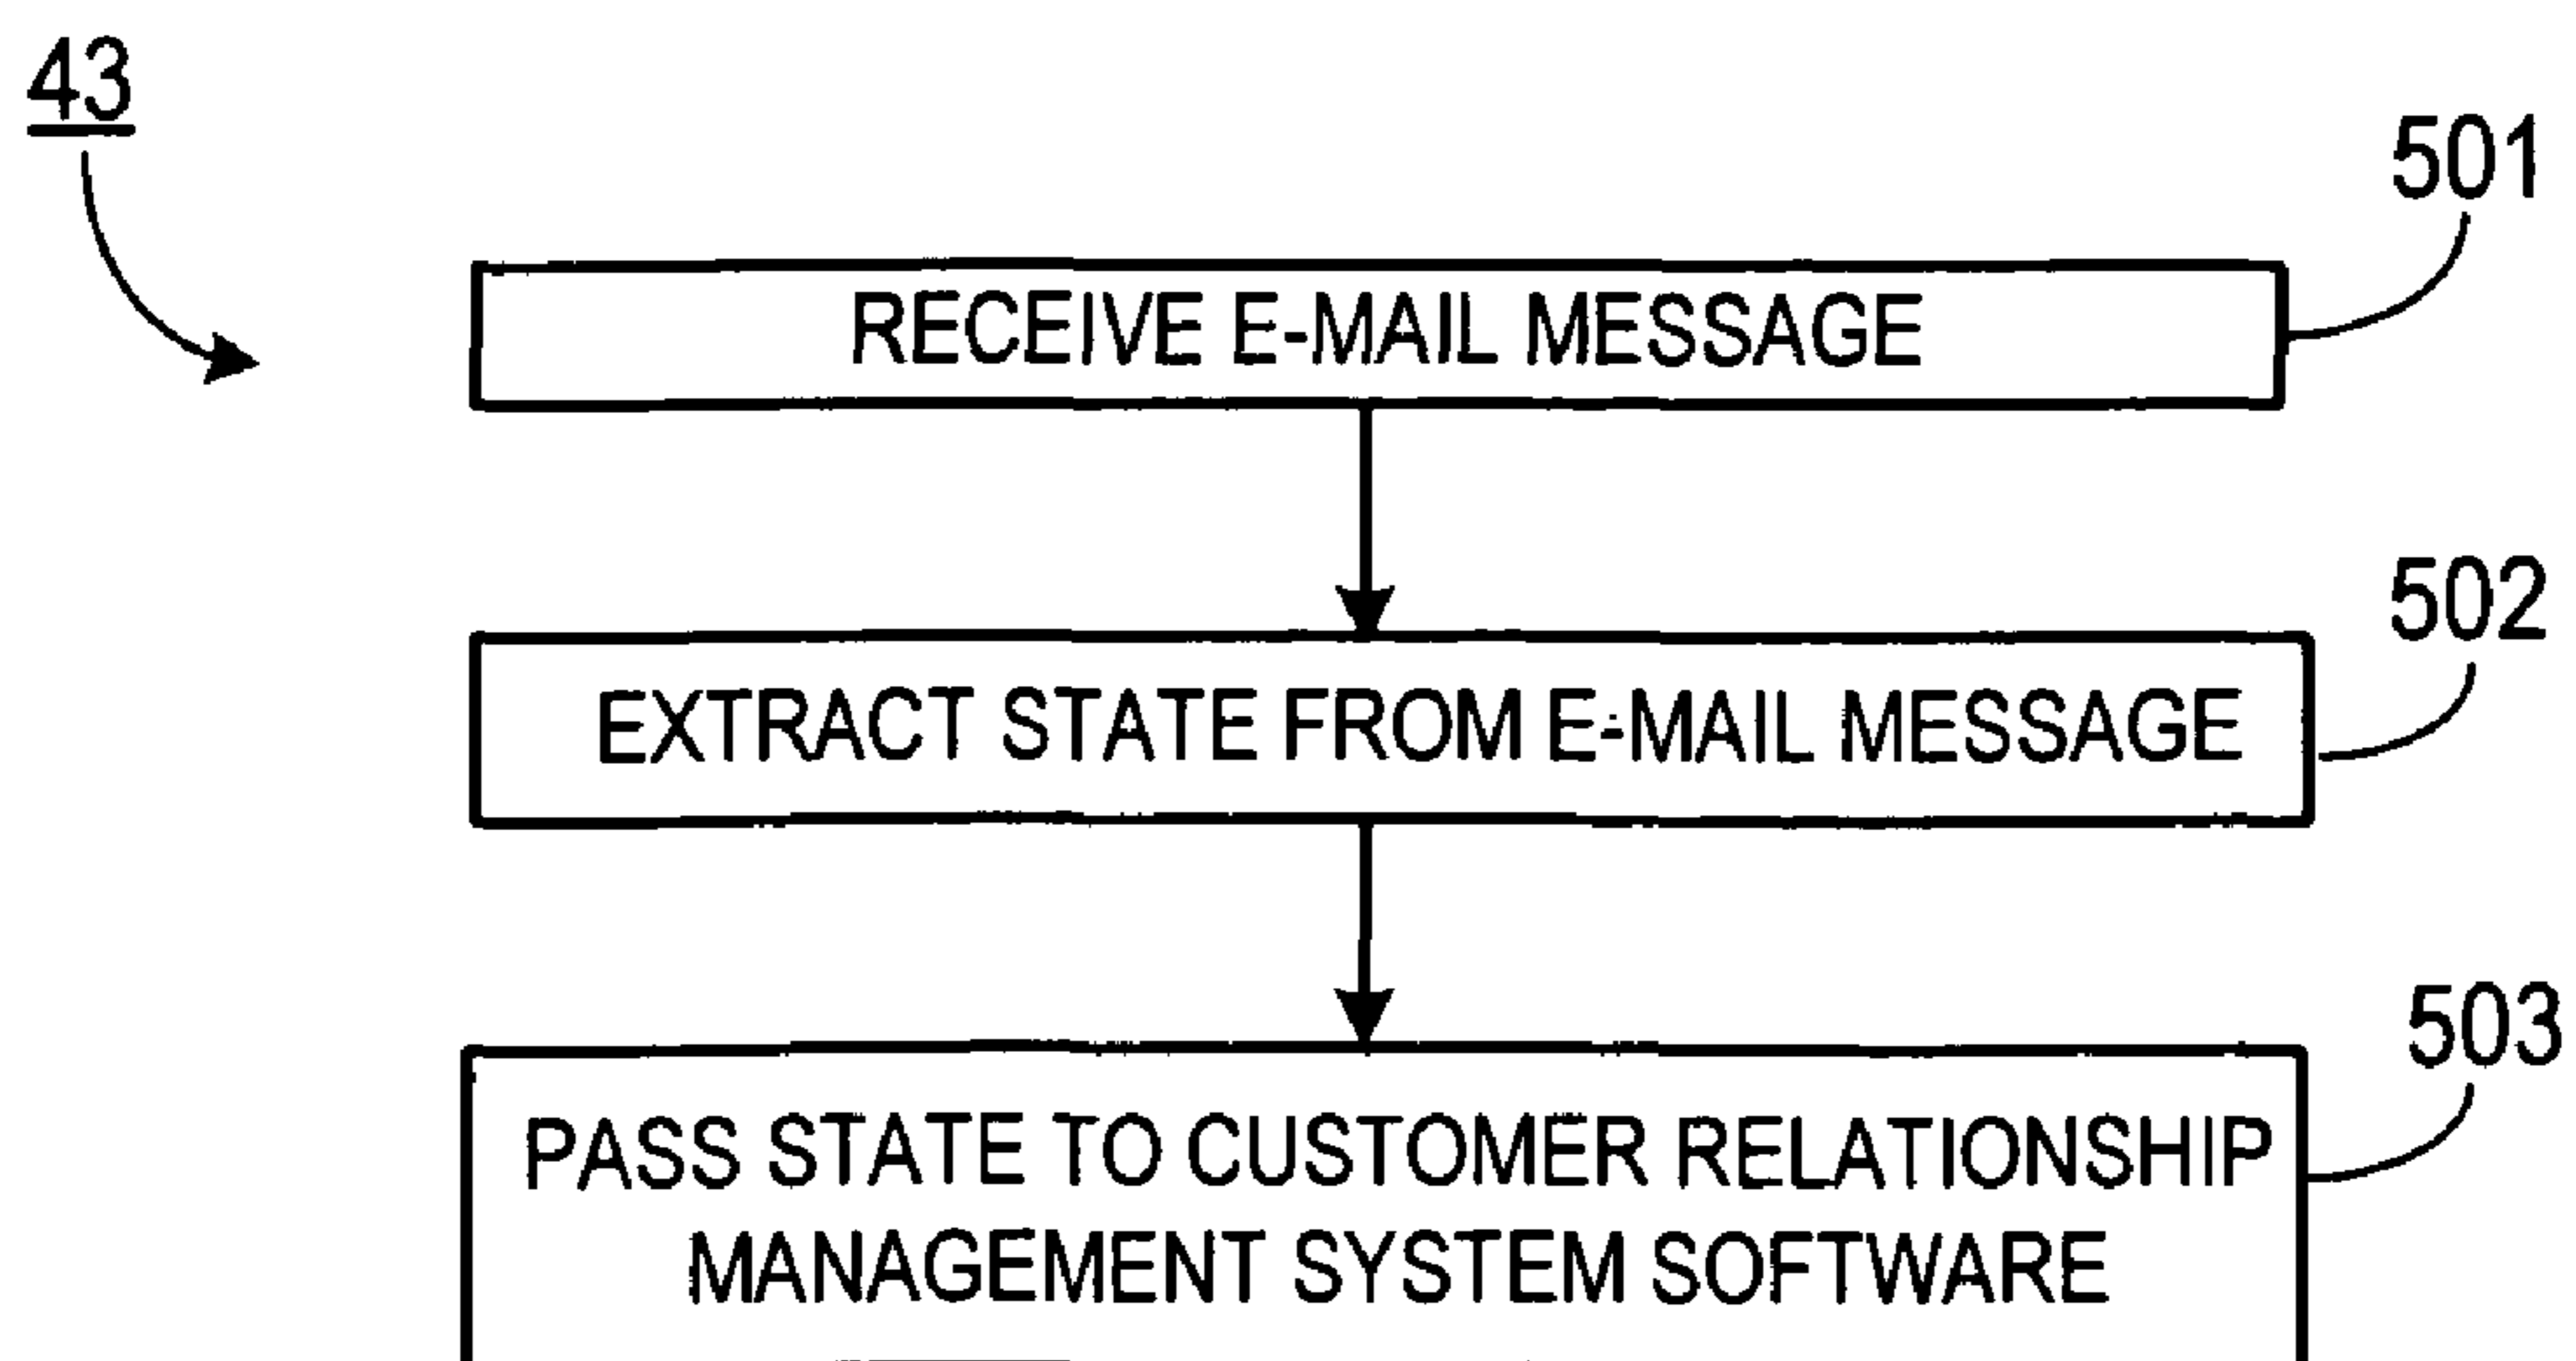 43
501
RECEIVE E-MAIL MESSAGE
502
EXTRACT STATE FROM E-MAIL MESSAGE
503
PASS STATE TO CUSTOMER RELATIONSHIP
MANAGEMENT SYSTEM SOFTWARE